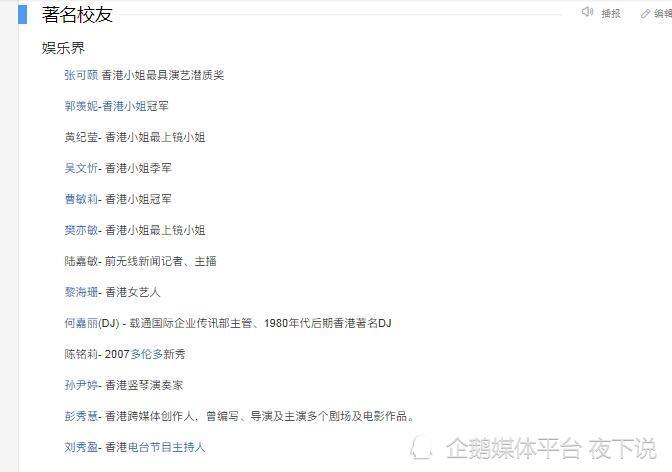 著名校友
播报
编辑
娱乐界
张可颐 香港小姐最具演艺潜质奖
郭羡妮-香港小姐冠军
黄纪莹- 香港小姐最上镜小姐
吴文忻- 香港小姐季军
曹敏莉- 香港小姐冠军
樊亦敏- 香港小姐最上镜小姐
陆嘉敏- 前无线新闻记者、主播
黎海珊- 香港女艺人
何嘉丽(DJ) - 载通国际企业传讯部主管、1980年代后期香港著名DJ
陈铭莉- 2007多伦多新秀
孙尹婷- 香港竖琴演奏家
彭秀慧- 香港跨媒体创作人，曾编写、导演及主演多个剧场及电影作品。
刘秀盈- 香港电台节目主持人
企鹅媒体平台 夜下说